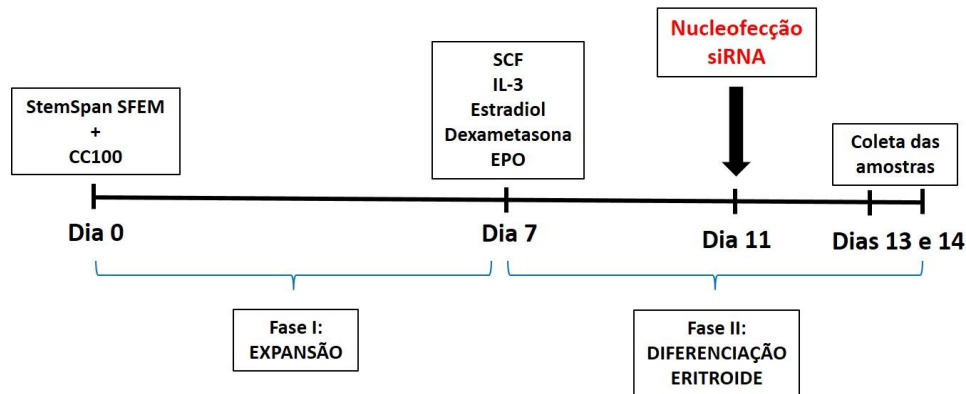 StemSpan SFEM
+
CC100
SCF
IL-3
Estradiol
Dexametasona
EPO
Nucleofecção
siRNA
Coleta das
amostras
Dia 0
Dia 7
Dia 11
Dias 13 e 14
Fase I:
EXPANSÃO
Fase II:
DIFERENCIAÇÃO
ERITROIDE